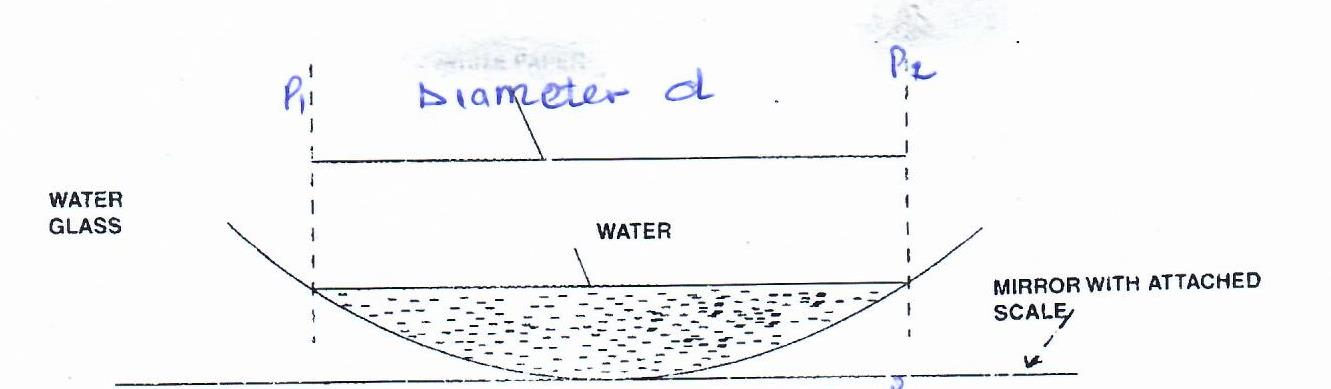 P₁
Diameter d
P₂
WATER
GLASS
WATER
MIRROR WITH ATTACHED
SCALE